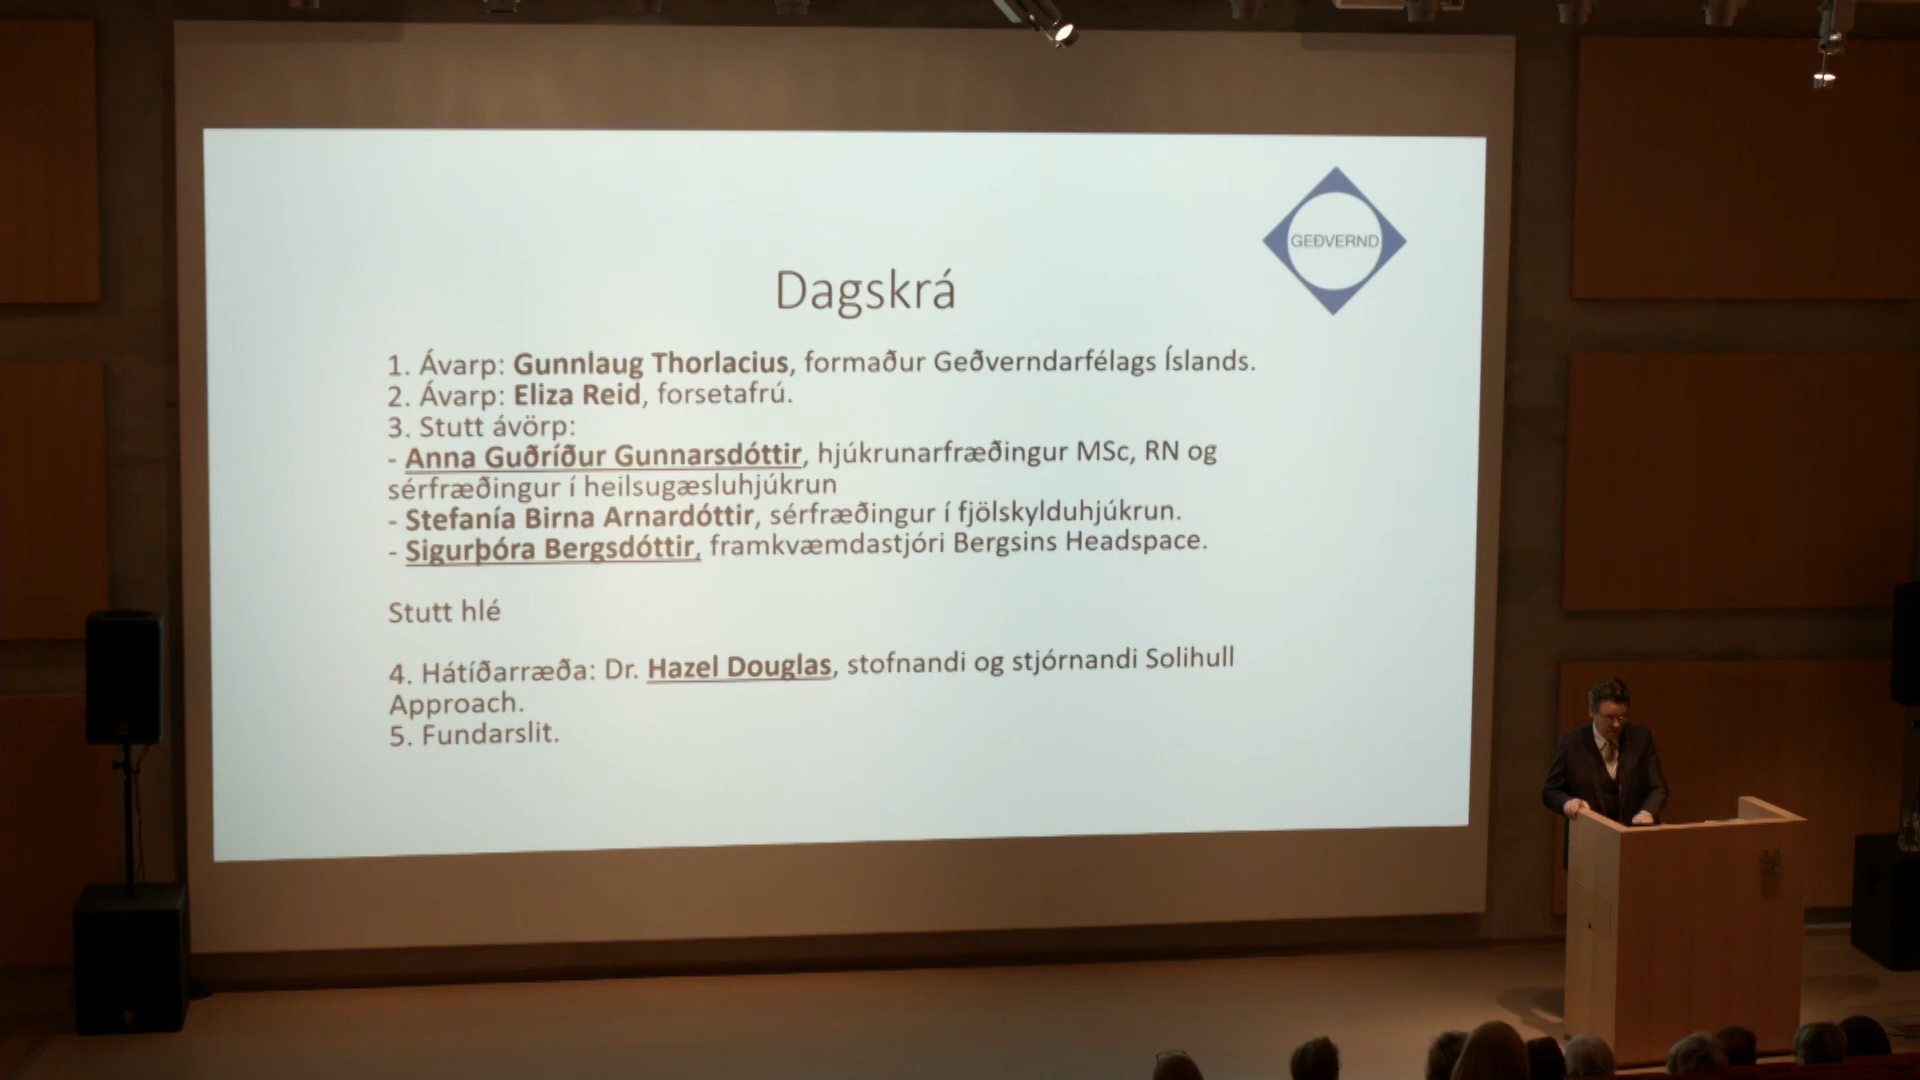 GEÐVERND
Dagskrá
1. Ávarp: Gunnlaug Thorlacius, formaður Geðverndarfélags Íslands.
2. Ávarp: Eliza Reid, forsetafrú.
3. Stutt ávörp:
- Anna Guðríður Gunnarsdóttir, hjúkrunarfræðingur MSc, RN og
sérfræðingur í heilsugæsluhjúkrun
- Stefanía Birna Arnardóttir, sérfræðingur í fjölskylduhjúkrun.
- Sigurþóra Bergsdóttir, framkvæmdastjóri Bergsins Headspace.
Stutt hlé
4. Hátíðarræða: Dr. Hazel Douglas, stofnandi og stjórnandi Solihull
Approach.
5. Fundarslit.